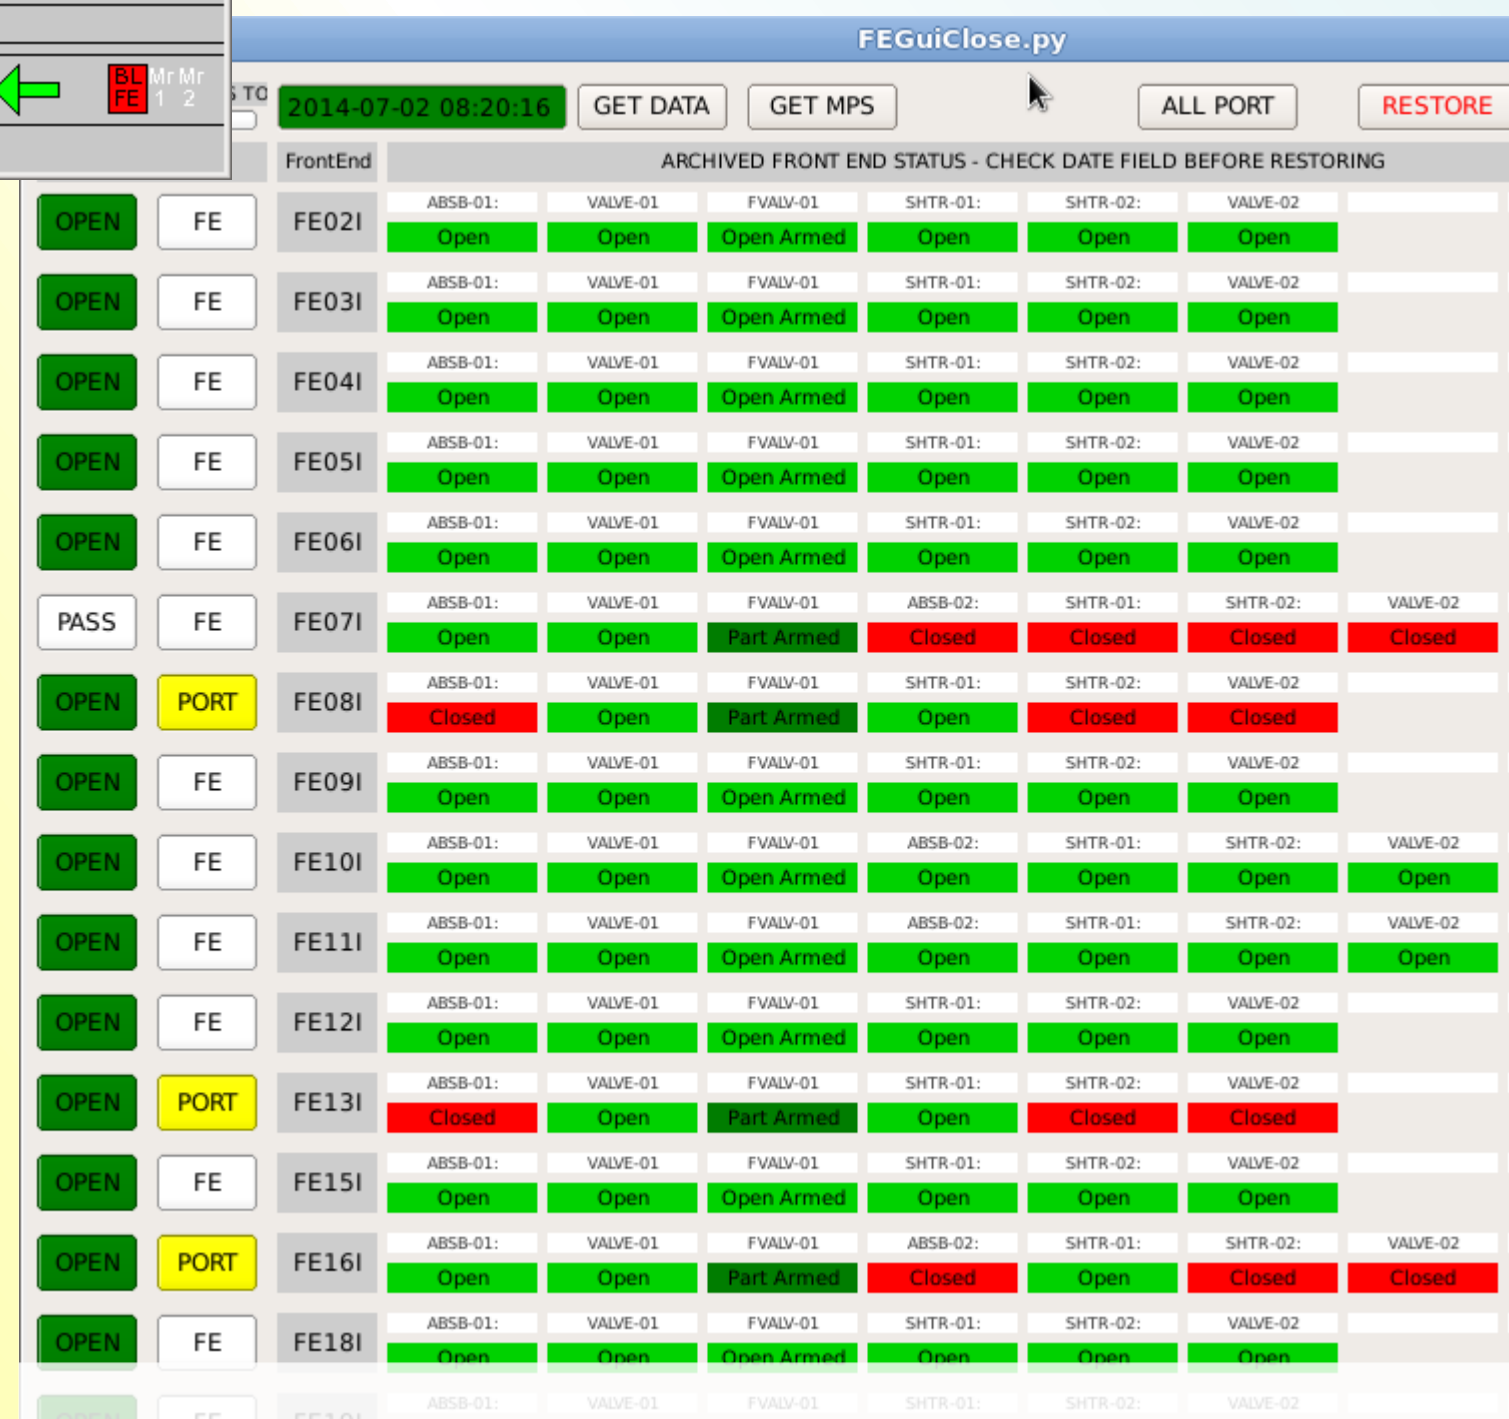 FEGuiClose.py
BL Mr Mr
FE 1 2
S TO
2014-07-02 08:20:16 GET DATA GET MPS ALL PORT RESTORE
FrontEnd ARCHIVED FRONT END STATUS - CHECK DATE FIELD BEFORE RESTORING
ABSB-01: VALVE-01 FVALV-01 SHTR-01: SHTR-02: VALVE-02
OPEN FE FE02I Open Open Open Armed Open Open Open
ABSB-01: VALVE-01 FVALV-01 SHTR-01: SHTR-02: VALVE-02
OPEN FE FE03I Open Open Open Armed Open Open Open
ABSB-01: VALVE-01 FVALV-01 SHTR-01: SHTR-02: VALVE-02
OPEN FE FE04I Open Open Open Armed Open Open Open
ABSB-01: VALVE-01 FVALV-01 SHTR-01: SHTR-02: VALVE-02
OPEN FE FE05I Open Open Open Armed Open Open Open
ABSB-01: VALVE-01 FVALV-01 SHTR-01: SHTR-02: VALVE-02
OPEN FE FE06I Open Open Open Armed Open Open Open
ABSB-01: VALVE-01 FVALV-01 ABSB-02: SHTR-01: SHTR-02: VALVE-02
PASS FE FE07I Open Open Part Armed Closed Closed Closed Closed
ABSB-01: VALVE-01 FVALV-01 SHTR-01: SHTR-02: VALVE-02
OPEN PORT FE08I Closed Open Part Armed Open Closed Closed
ABSB-01: VALVE-01 FVALV-01 SHTR-01: SHTR-02: VALVE-02
OPEN FE FE09I Open Open Open Armed Open Open Open
ABSB-01: VALVE-01 FVALV-01 ABSB-02: SHTR-01: SHTR-02: VALVE-02
OPEN FE FE10I Open Open Open Armed Open Open Open Open
ABSB-01: VALVE-01 FVALV-01 ABSB-02: SHTR-01: SHTR-02: VALVE-02
OPEN FE FE11I Open Open Open Armed Open Open Open Open
ABSB-01: VALVE-01 FVALV-01 SHTR-01: SHTR-02: VALVE-02
OPEN FE FE12I Open Open Open Armed Open Open Open
ABSB-01: VALVE-01 FVALV-01 SHTR-01: SHTR-02: VALVE-02
OPEN PORT FE13I Closed Open Part Armed Open Closed Closed
ABSB-01: VALVE-01 FVALV-01 SHTR-01: SHTR-02: VALVE-02
OPEN FE FE15I Open Open Open Armed Open Open Open
ABSB-01: VALVE-01 FVALV-01 ABSB-02: SHTR-01: SHTR-02: VALVE-02
OPEN PORT FE16I Open Open Part Armed Closed Open Closed Closed
ABSB-01: VALVE-01 FVALV-01 SHTR-01: SHTR-02: VALVE-02
OPEN FE FE18I Open Open Open Armed Open Open Open
ABSB-01: VALVE-01 FVALV-01 SHTR-01: SHTR-02: VALVE-02
OPEN FE FE19I